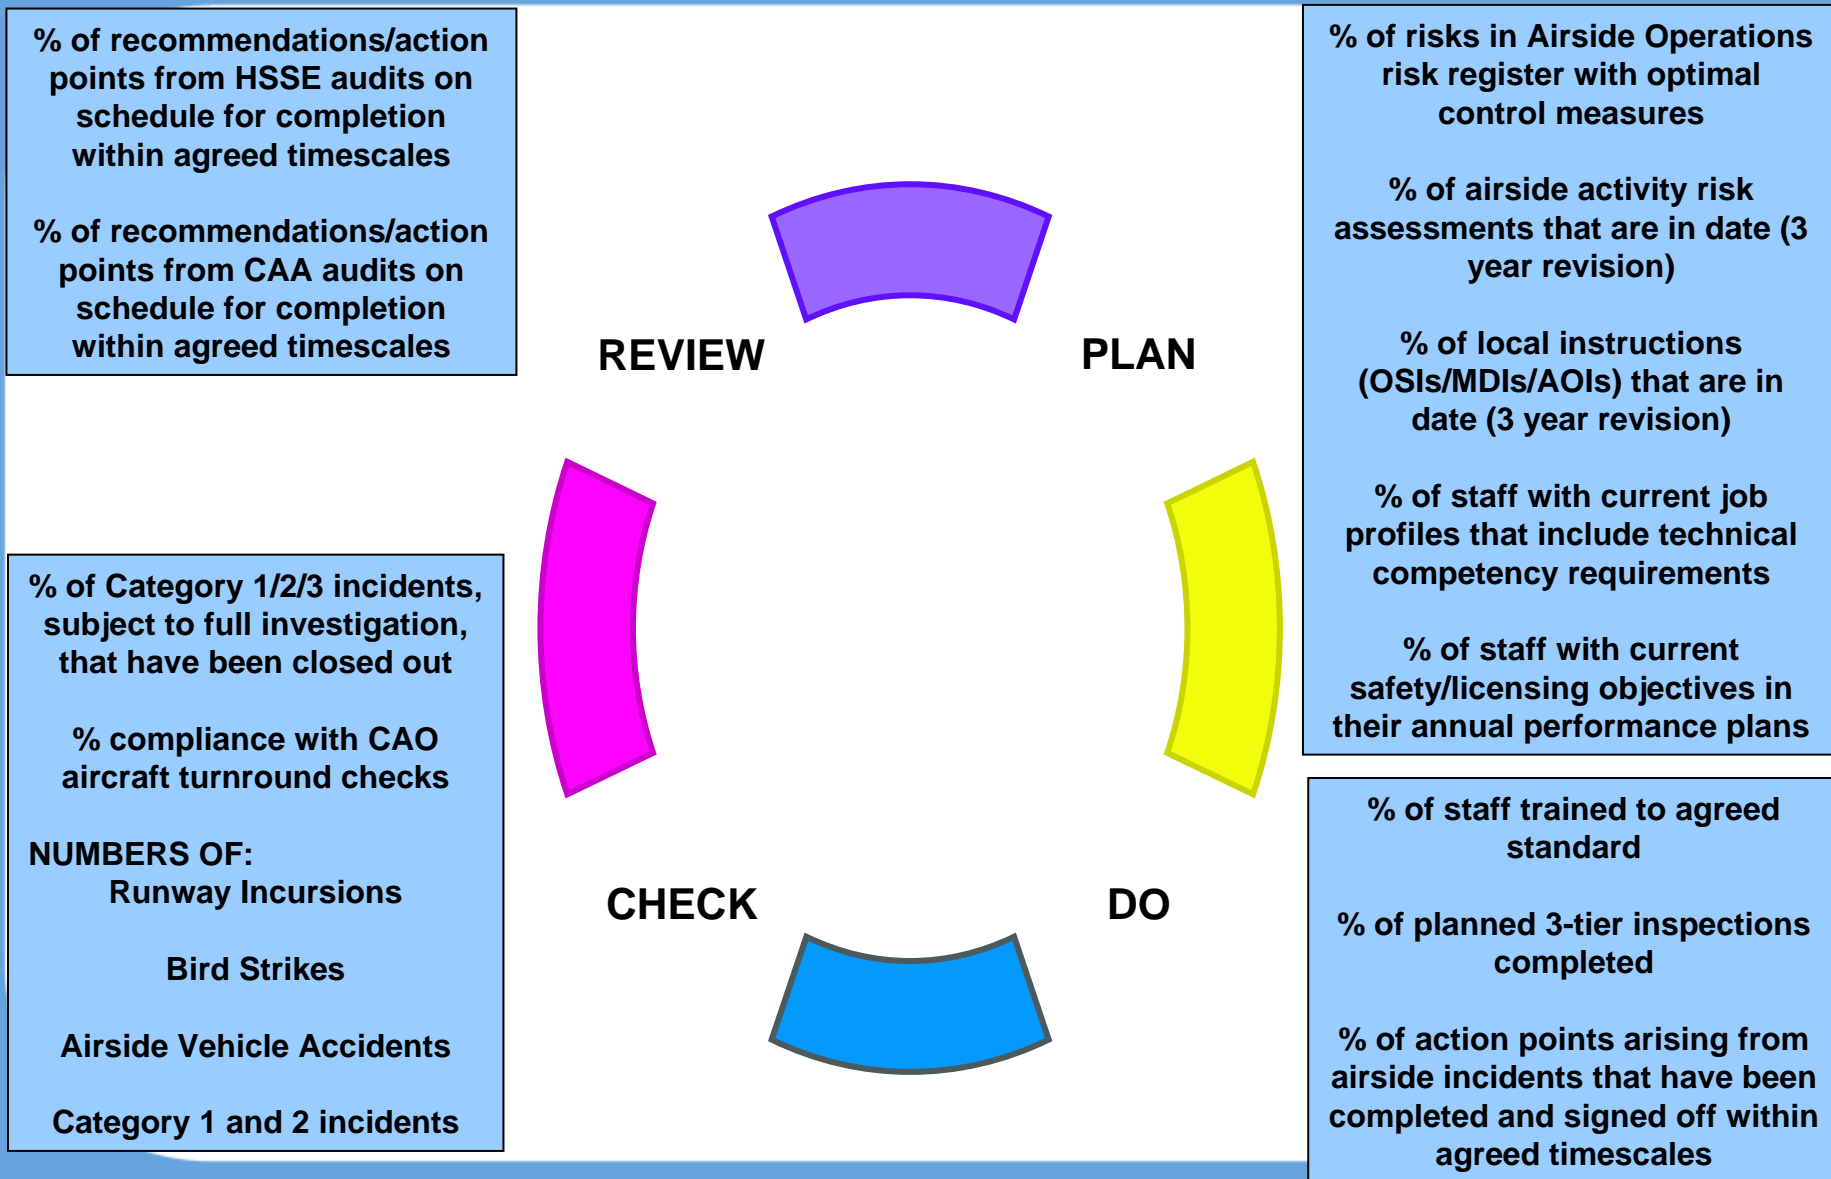 % of recommendations/action
points from HSSE audits on
schedule for completion
within agreed timescales
% of recommendations/action
points from CAA audits on
schedule for completion
within agreed timescales
% of risks in Airside Operations
risk register with optimal
control measures
% of airside activity risk
assessments that are in date (3
year revision)
% of local instructions
(OSIs/MDIs/AOIs) that are in
date (3 year revision)
% of staff with current job
profiles that include technical
competency requirements
% of staff with current
safety/licensing objectives in
their annual performance plans
REVIEW
PLAN
% of Category 1/2/3 incidents,
subject to full investigation,
that have been closed out
% compliance with CAO
aircraft turnround checks
NUMBERS OF:
Runway Incursions
Bird Strikes
Airside Vehicle Accidents
Category 1 and 2 incidents
CHECK
DO
% of staff trained to agreed
standard
% of planned 3-tier inspections
completed
% of action points arising from
airside incidents that have been
completed and signed off within
agreed timescales